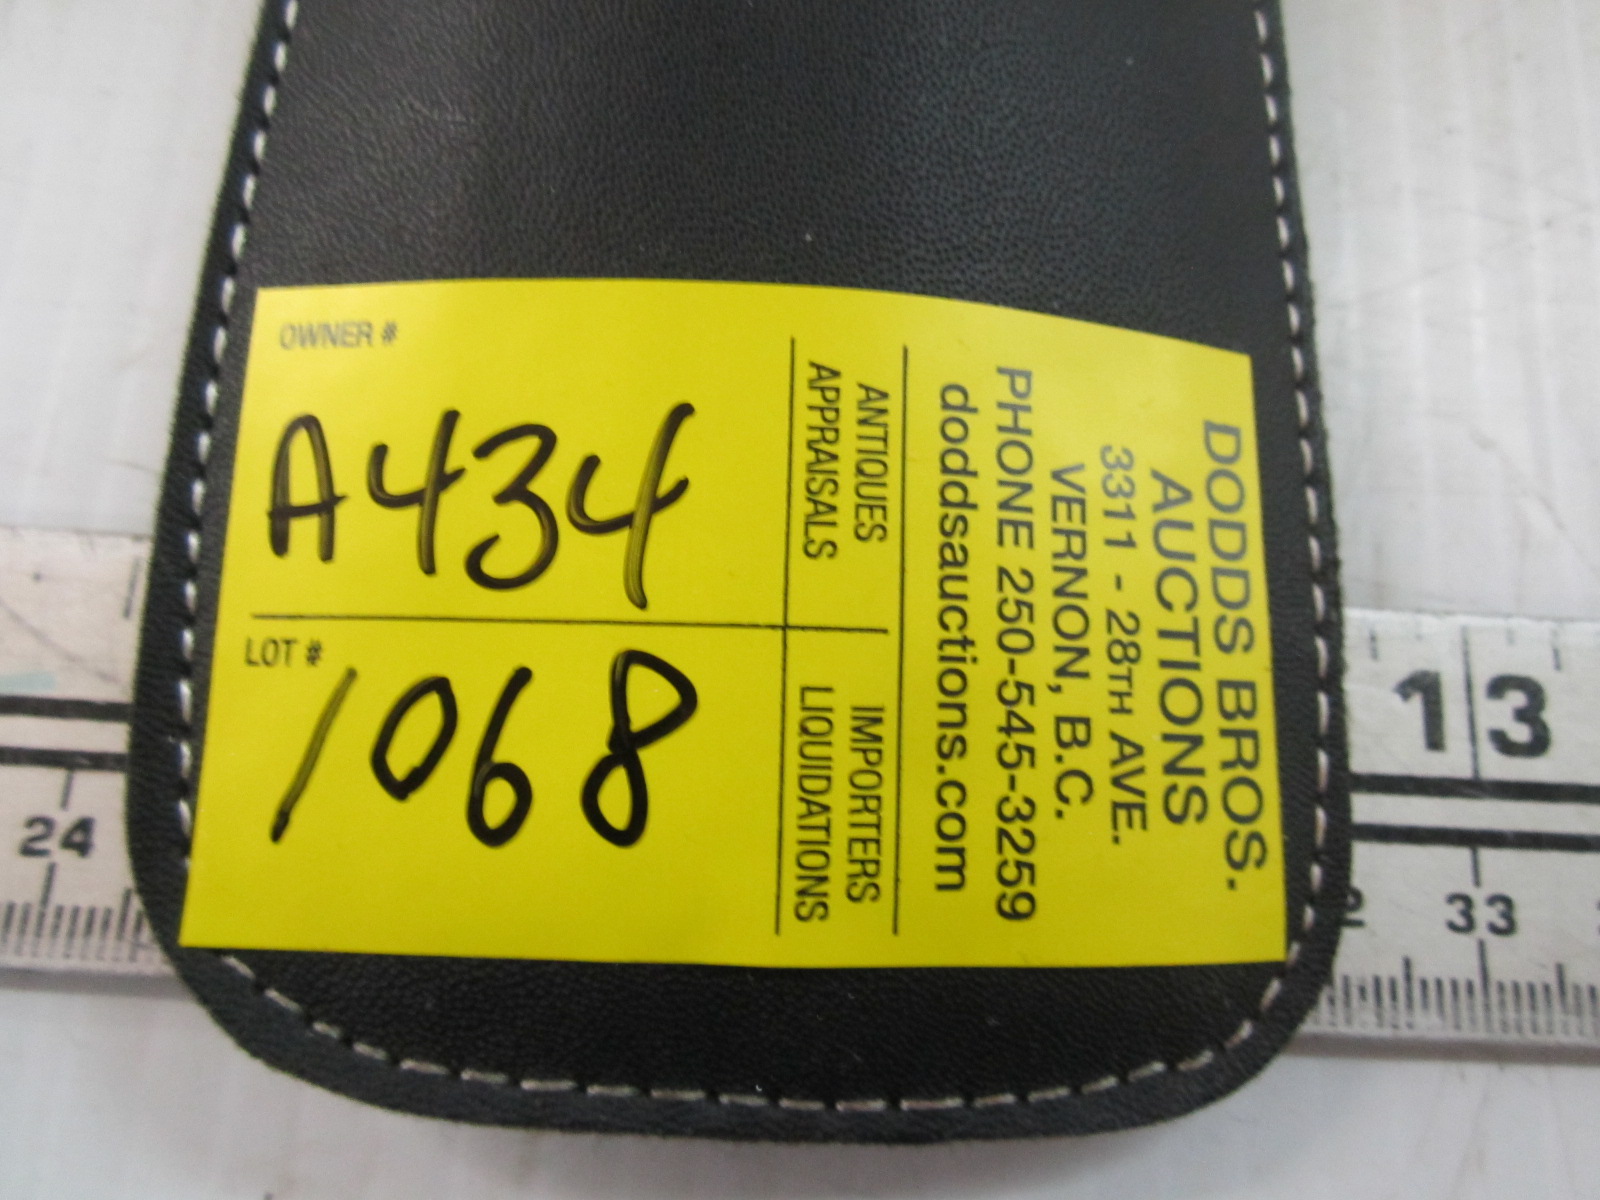 OWNER #
A434
LOT #
1068
ANTIQUES
APPRAISALS
IMPORTERS
LIQUIDATIONS
DODDS BROS.
AUCTIONS
3311 - 28TH AVE.
VERNON, B.C.
PHONE 250-545-3259
doddsauctions.com
13
24
33